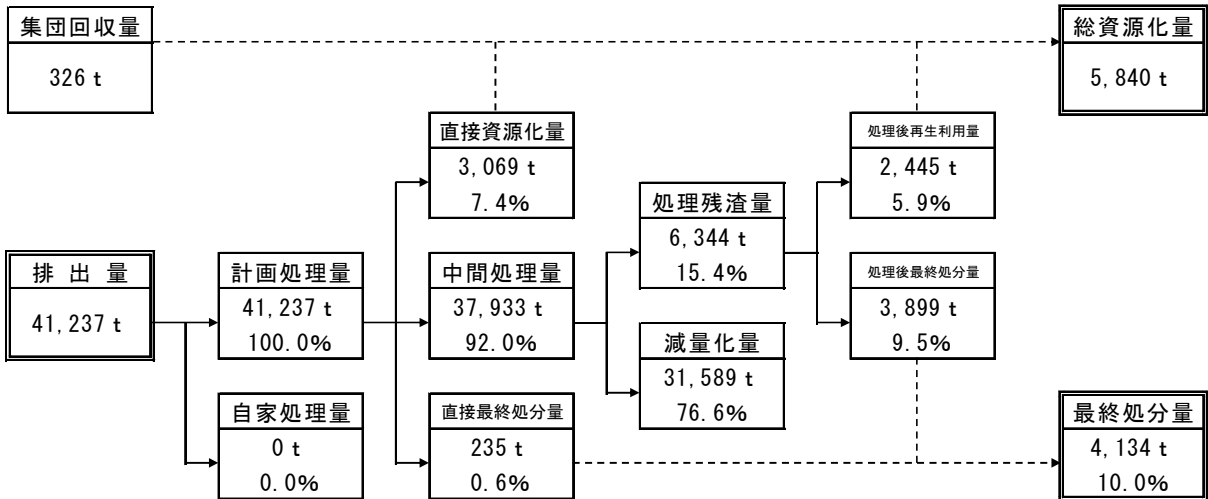 集団回収量
326 t
総資源化量
5,840 t
直接資源化量
3,069 t
7.4%
処理後再生利用量
2,445 t
5.9%
処理残渣量
6,344 t
15.4%
排出量
41,237 t
計画処理量
41,237 t
100.0%
中間処理量
37,933 t
92.0%
処理後最終処分量
3,899 t
9.5%
減量化量
31,589 t
76.6%
自家処理量
0 t
0.0%
直接最終処分量
235 t
0.6%
最終処分量
4,134 t
10.0%